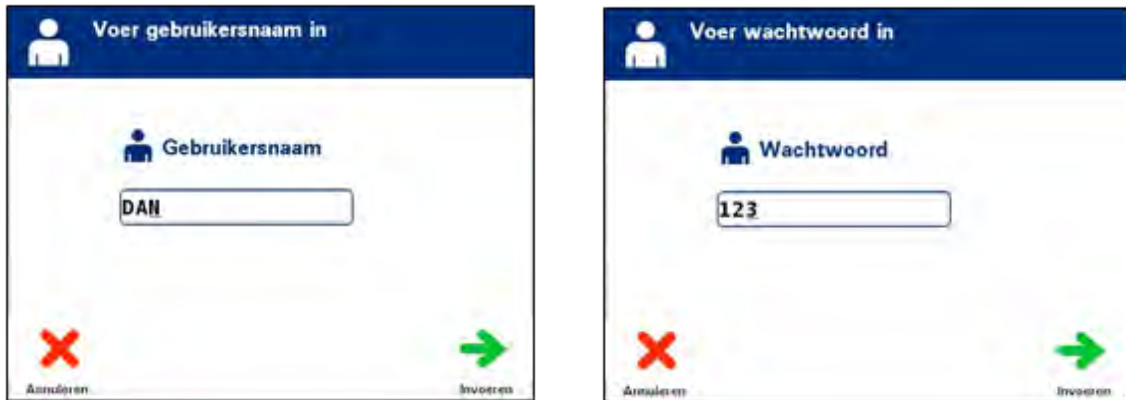 Voer gebruikersnaam in
Gebruikersnaam
DAN
Annuleren
Invoeren
Voer wachtwoord in
Wachtwoord
123
Annuleren
Invoeren